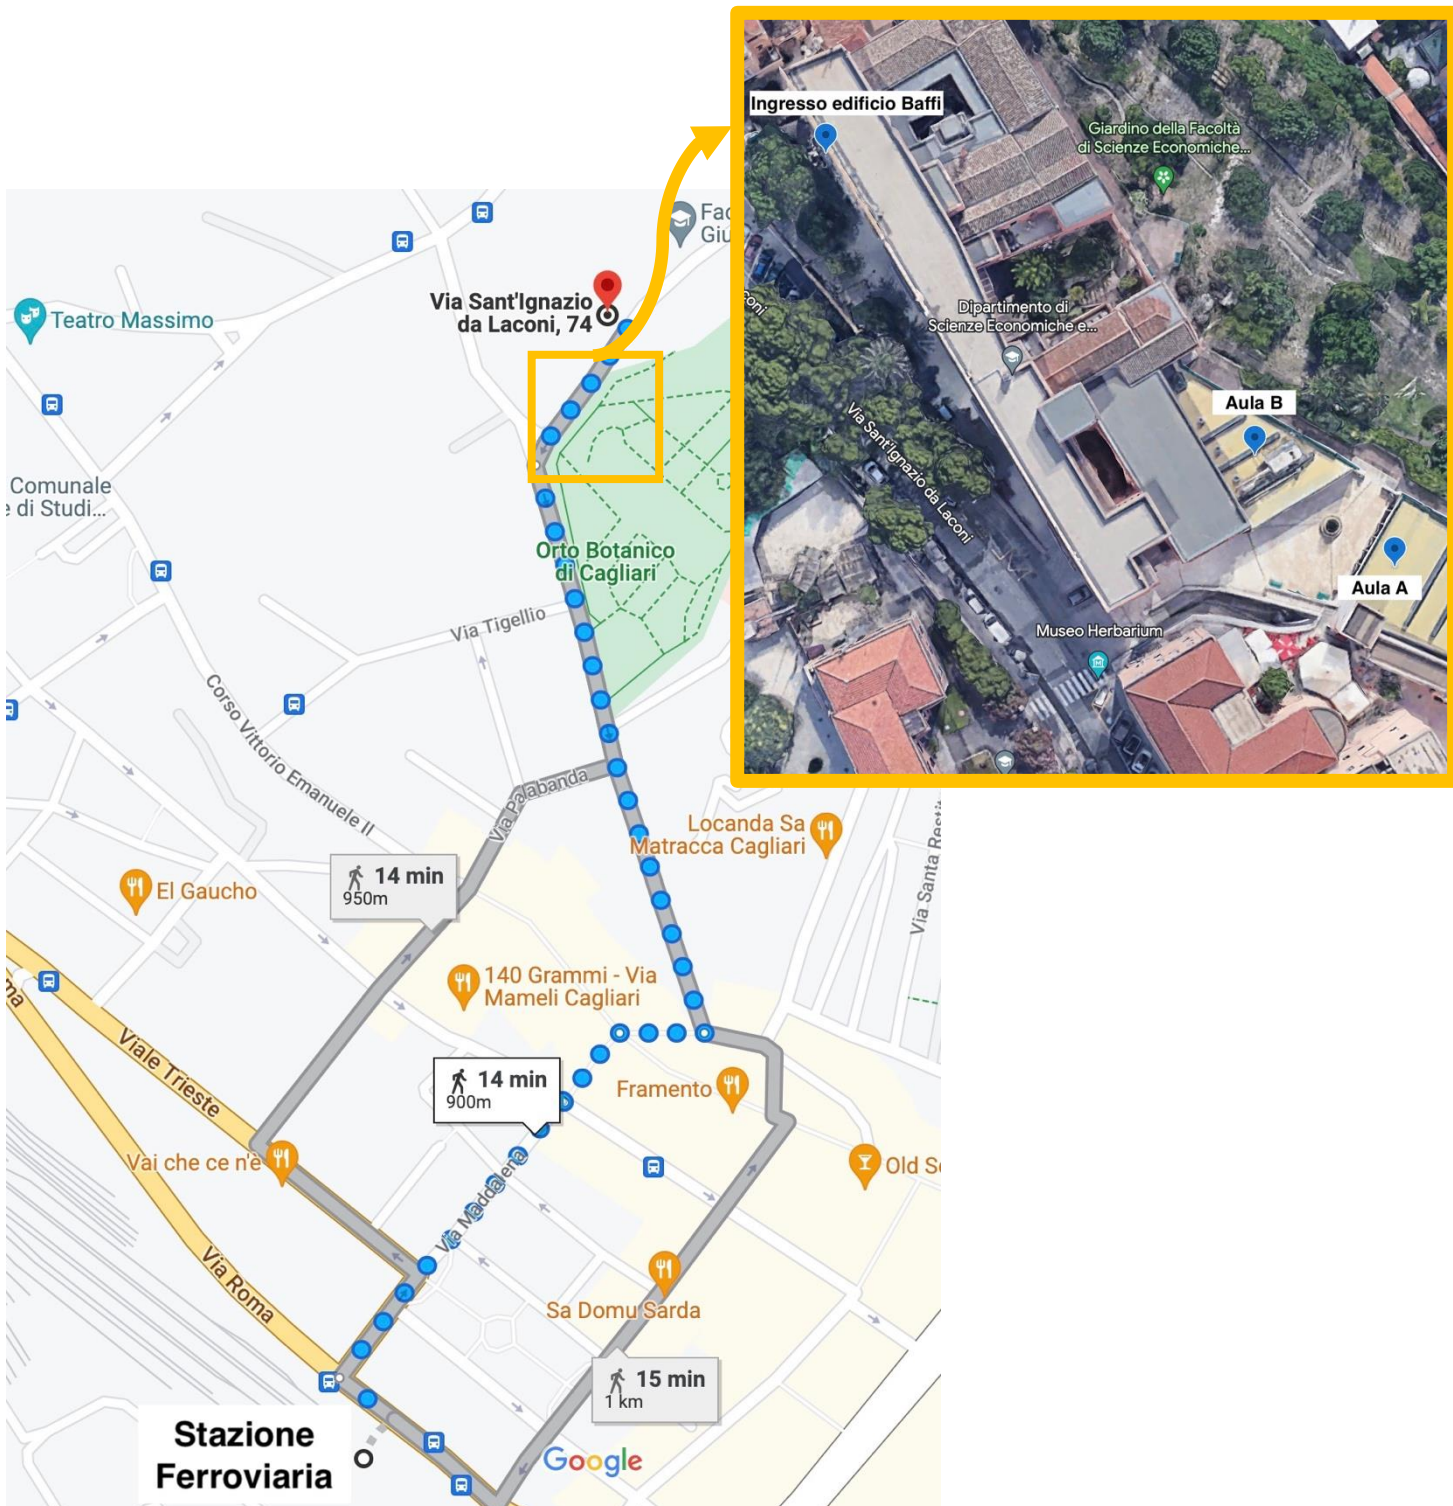 Ingresso edificio Baffi
Giardino della Facoltà
di Scienze Economiche...
Dipartimento di
Scienze Economiche e...
Via Sant'Ignazio da Laconi
Aula B
Aula A
Museo Herbarium
Via Sant'Ignazio
da Laconi, 74
Teatro Massimo
Comunale
di Studi...
Orto Botanico
di Cagliari
Via Tigellio
Corso Vittorio Emanuele II
Via Palabanda
Locanda Sa
Matracca Cagliari
El Gaucho
14 min
950m
140 Grammi - Via
Mameli Cagliari
Viale Trieste
14 min
900m
Framento
Vai che ce n'è
Via Maddalena
Via Roma
Sa Domu Sarda
15 min
1 km
Stazione
Ferroviaria
Google